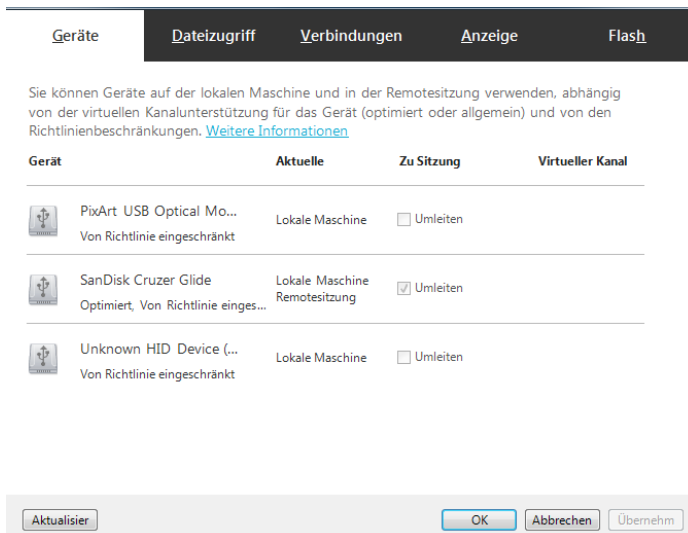 Geräte Dateizugriff Verbindungen Anzeige Flash
Sie können Geräte auf der lokalen Maschine und in der Remotesitzung verwenden, abhängig
von der virtuellen Kanalunterstützung für das Gerät (optimiert oder allgemein) und von den
Richtlinienbeschränkungen. Weitere Informationen
Gerät Aktuelle Zu Sitzung Virtueller Kanal
PixArt USB Optical Mo...
Von Richtlinie eingeschränkt
Lokale Maschine
Umleiten
SanDisk Cruzer Glide
Optimiert, Von Richtlinie einges...
Lokale Maschine
Remotesitzung
Umleiten
Unknown HID Device (...
Von Richtlinie eingeschränkt
Lokale Maschine
Umleiten
Aktualisier OK Abbrechen Übernehm